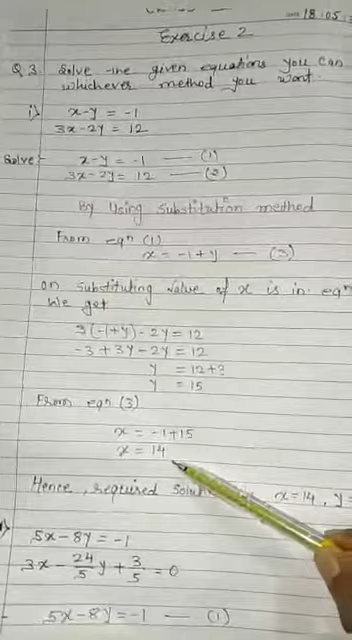 18.05.
Exercise 2
Q 3 Solve the given equations you can
whichever method you want.
i) x-y = -1
3x-2y = 12
Solve:-
x-y = -1 — (1)
3x-2y = 12 — (2)
By Using Substitution method
From eqn (1)
x = -1+y — (3)
on substituting value of x is in eqn
We get
3(-1+y)-2y = 12
-3+3y-2y = 12
y = 12+3
y = 15
From eqn (3)
x = -1+15
x = 14
Hence, required x=14, y=
5x-8y = -1
3x - 24/5 y + 3/5 = 0
5x-8y = -1 — (1)